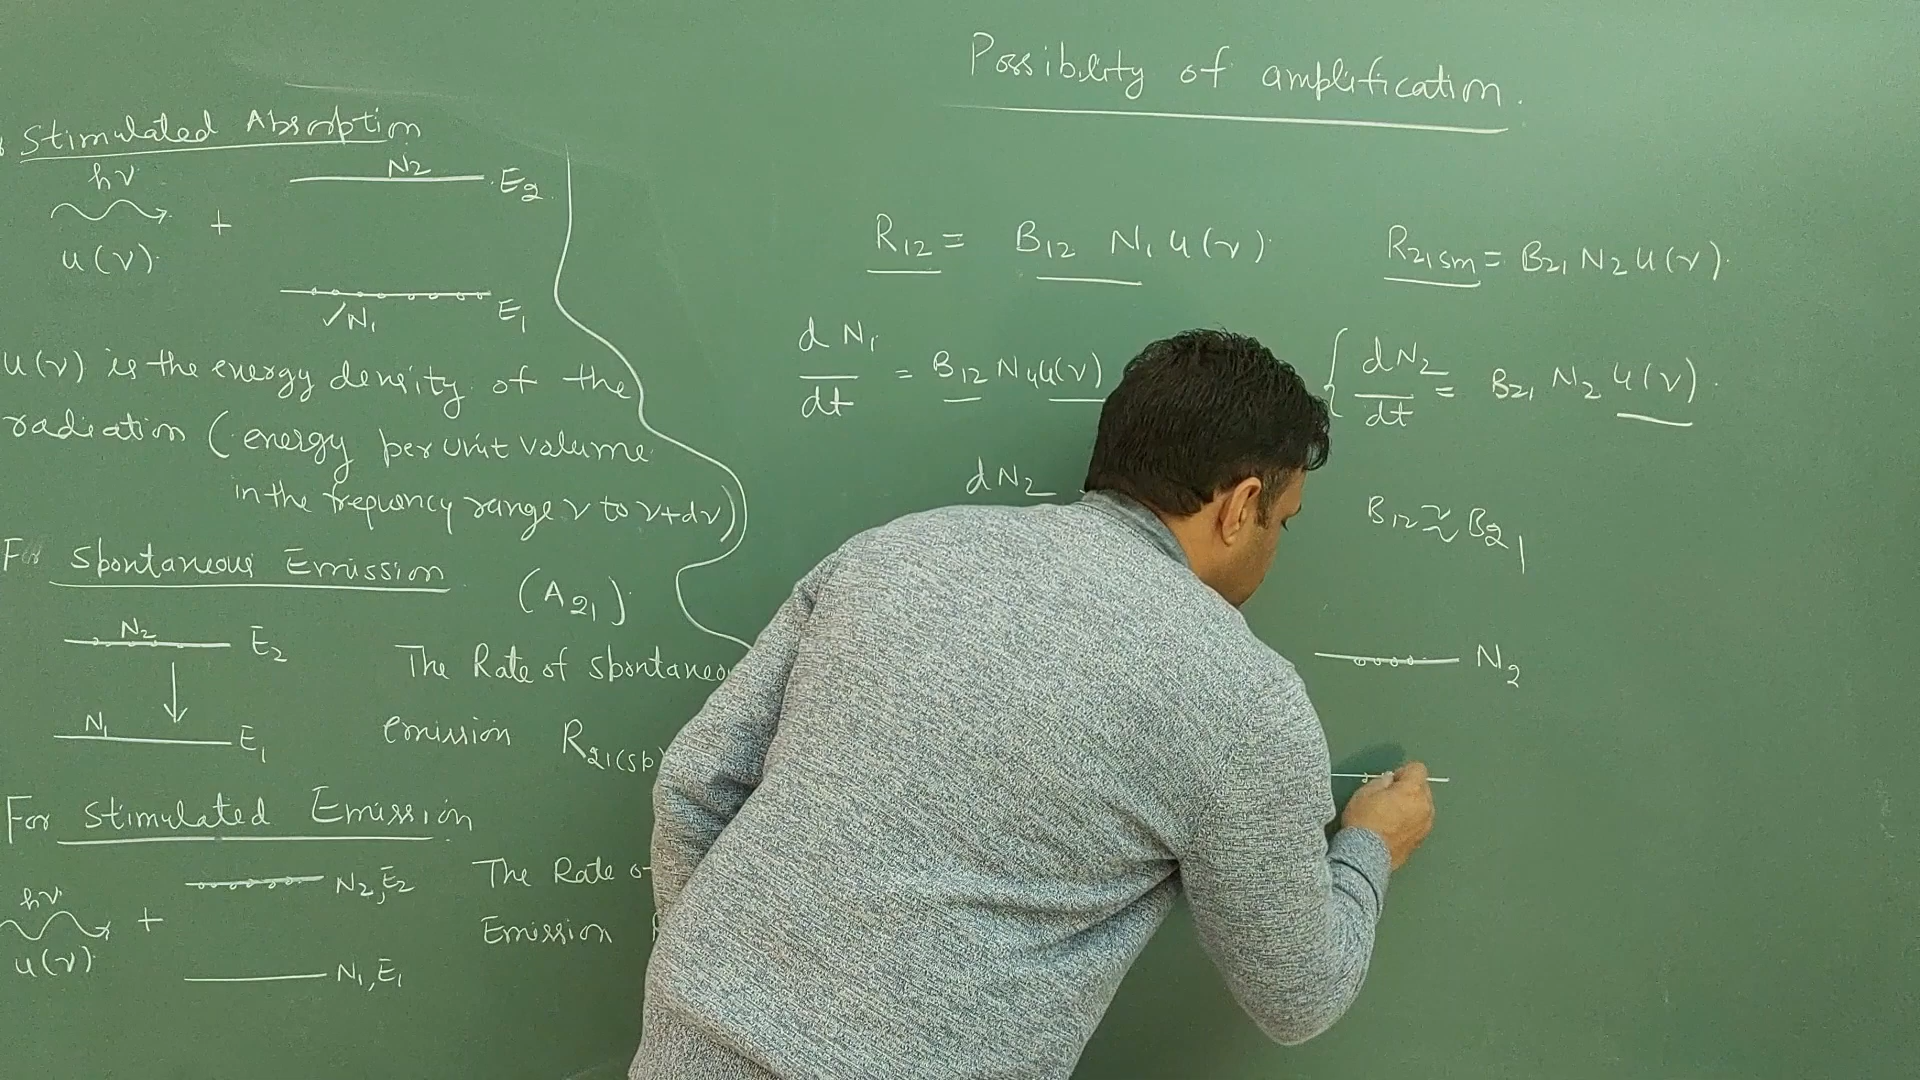 Stimulated Absorption
hν
N2
E2
+
u(ν)
✓N1
E1
u(ν) is the energy density of the
radiation (energy per unit volume
in the frequency range ν to ν+dν)
For Spontaneous Emission
(A21)
N2
E2
The Rate of spontaneou
N1
E1
emission R21(sp)
For Stimulated Emission
N2, E2
The Rate o
hν
+
Emission
u(ν)
N1, E1
Possibility of amplification.
R12 = B12 N1 u(ν)
R21sm = B21 N2 u(ν)
dN1/dt = B12 N1 u(ν)
{ dN2/dt = B21 N2 u(ν)
dN2
B12 ≈ B21
N2